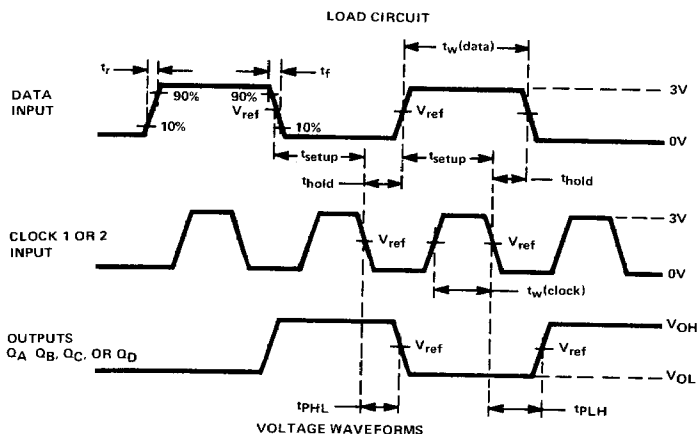 LOAD CIRCUIT
tr
tf
tw(data)
DATA INPUT
90%
90%
10%
10%
Vref
Vref
3V
0V
tsetup
tsetup
thold
thold
CLOCK 1 OR 2 INPUT
Vref
Vref
3V
0V
tw(clock)
OUTPUTS
QA QB, QC, OR QD
Vref
Vref
VOH
VOL
tPHL
tPLH
VOLTAGE WAVEFORMS